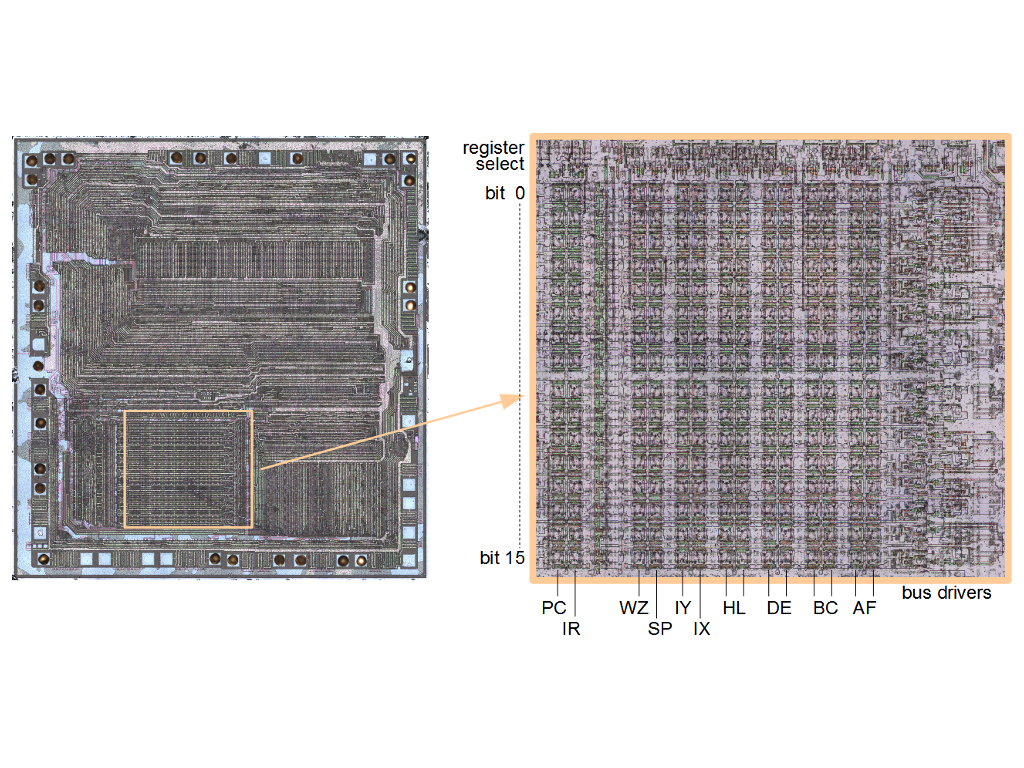 register
select
bit 0
bit 15
bus drivers
PC WZ IY HL DE BC AF
IR SP IX